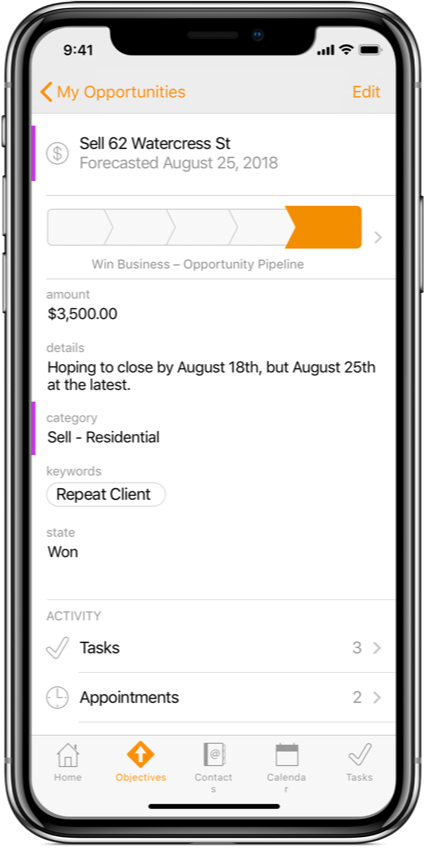 9:41
My Opportunities Edit
$
Sell 62 Watercress St
Forecasted August 25, 2018
Win Business – Opportunity Pipeline
amount
$3,500.00
details
Hoping to close by August 18th, but August 25th
at the latest.
category
Sell - Residential
keywords
Repeat Client
state
Won
ACTIVITY
Tasks 3
Appointments 2
@
Home Objectives Contact Calenda Tasks
s r